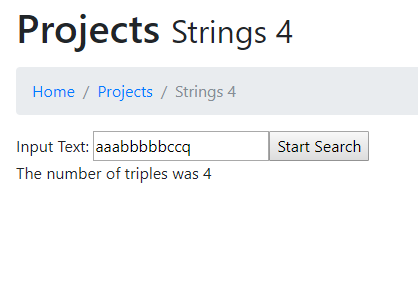 Projects Strings 4
Home / Projects / Strings 4
Input Text: aaabbbbbccq Start Search
The number of triples was 4